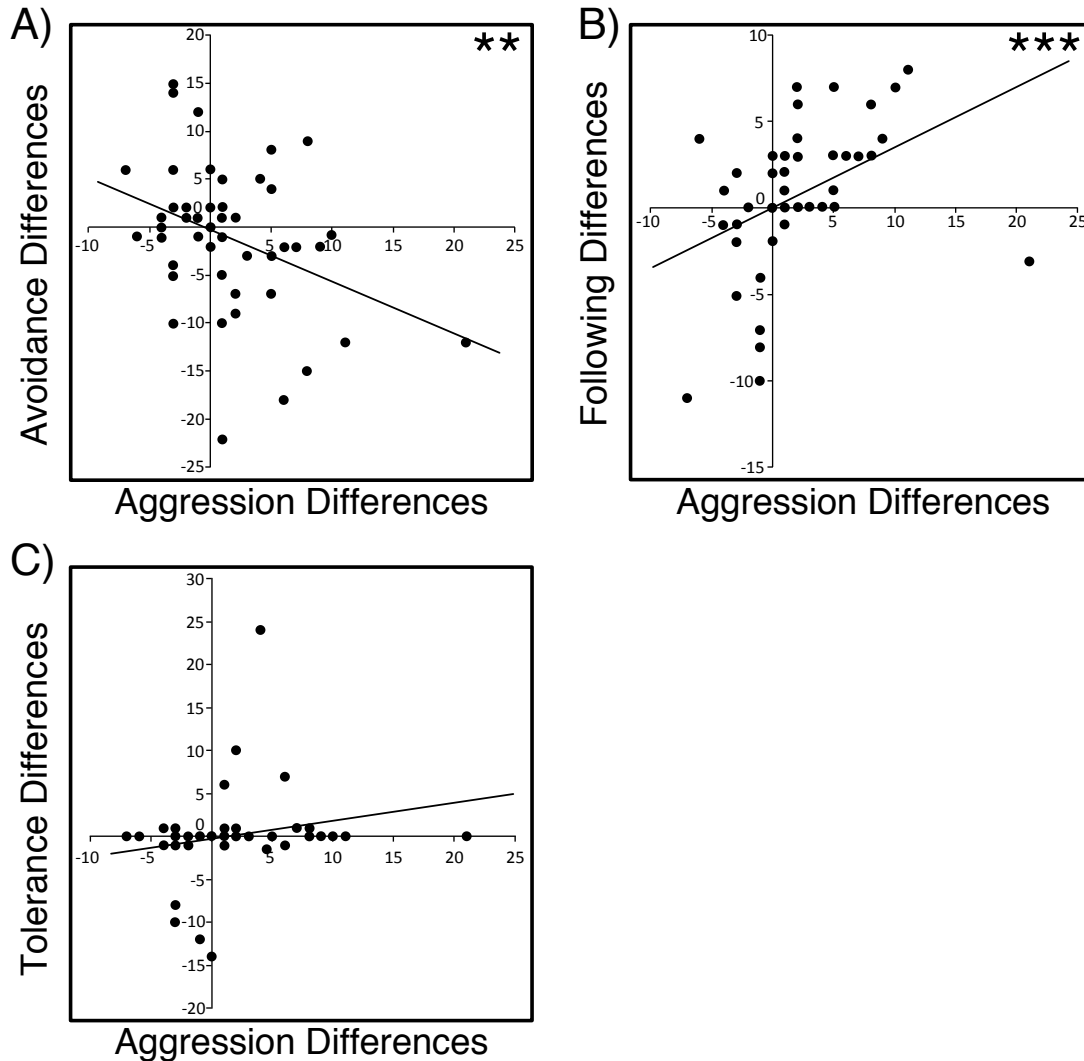 A)
**
Avoidance Differences
20
15
10
5
0
-5
-10
-15
-20
-25
-10 -5 0 5 10 15 20 25
Aggression Differences
B)
***
Following Differences
10
5
0
-5
-10
-15
-10 -5 5 10 15 20 25
Aggression Differences
C)
Tolerance Differences
30
25
20
15
10
5
0
-5
-10
-15
-20
-10 -5 0 5 10 15 20 25
Aggression Differences